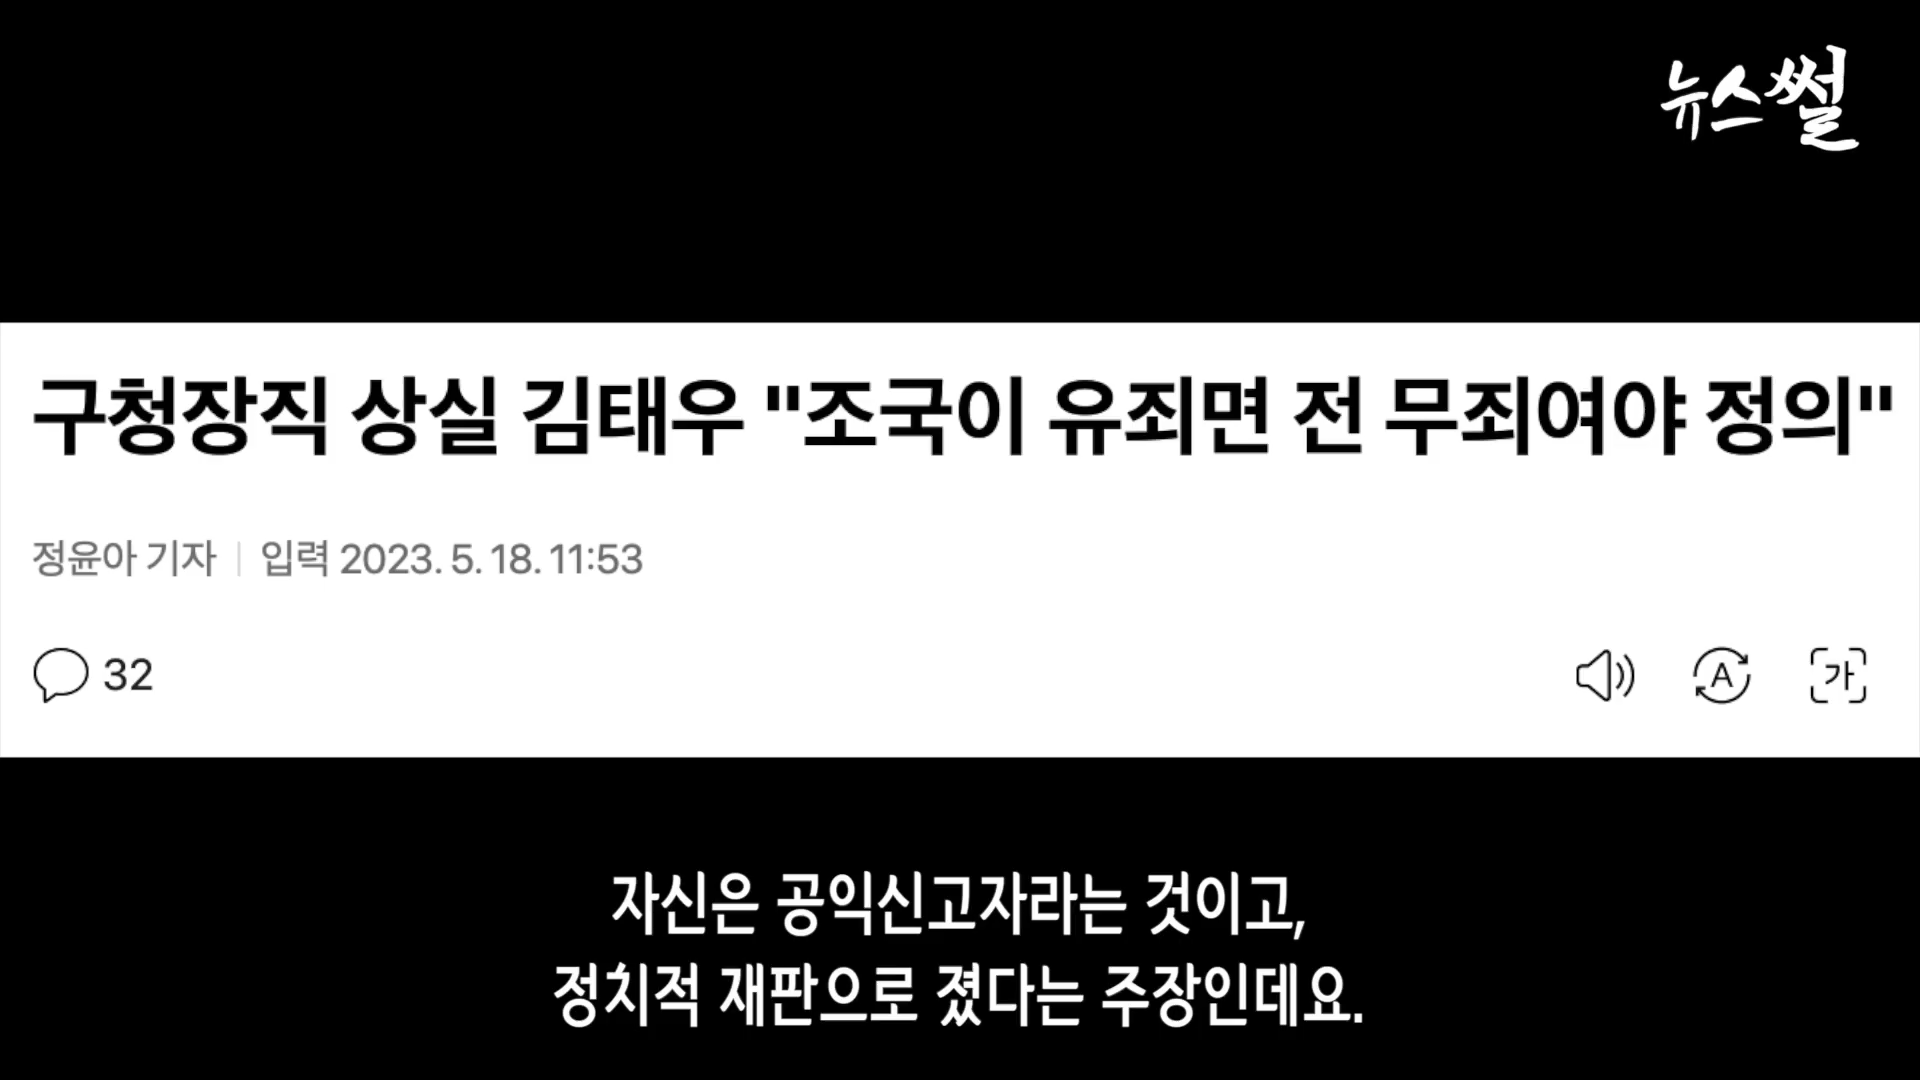 뉴스썰
구청장직 상실 김태우 "조국이 유죄면 전 무죄여야 정의"
정윤아 기자 | 입력 2023. 5. 18. 11:53
32
A
가
자신은 공익신고자라는 것이고,
정치적 재판으로 졌다는 주장인데요.